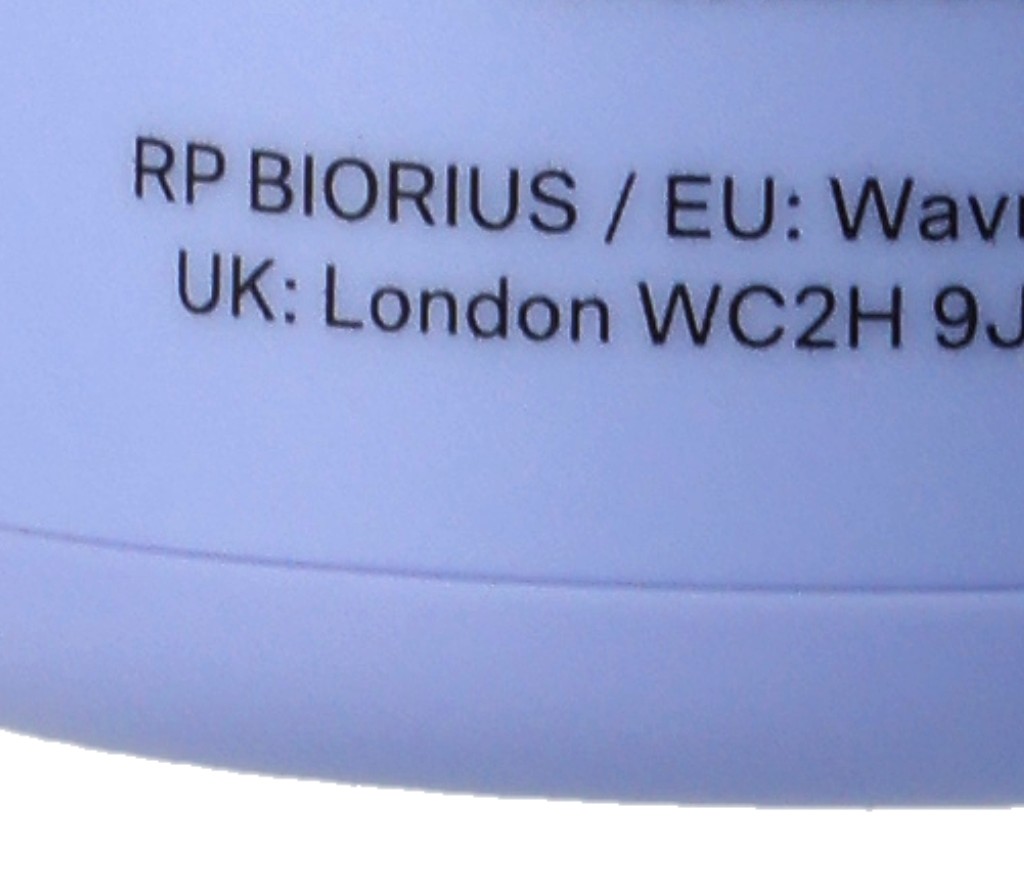 RP BIORIUS / EU: Wav
UK: London WC2H 9J